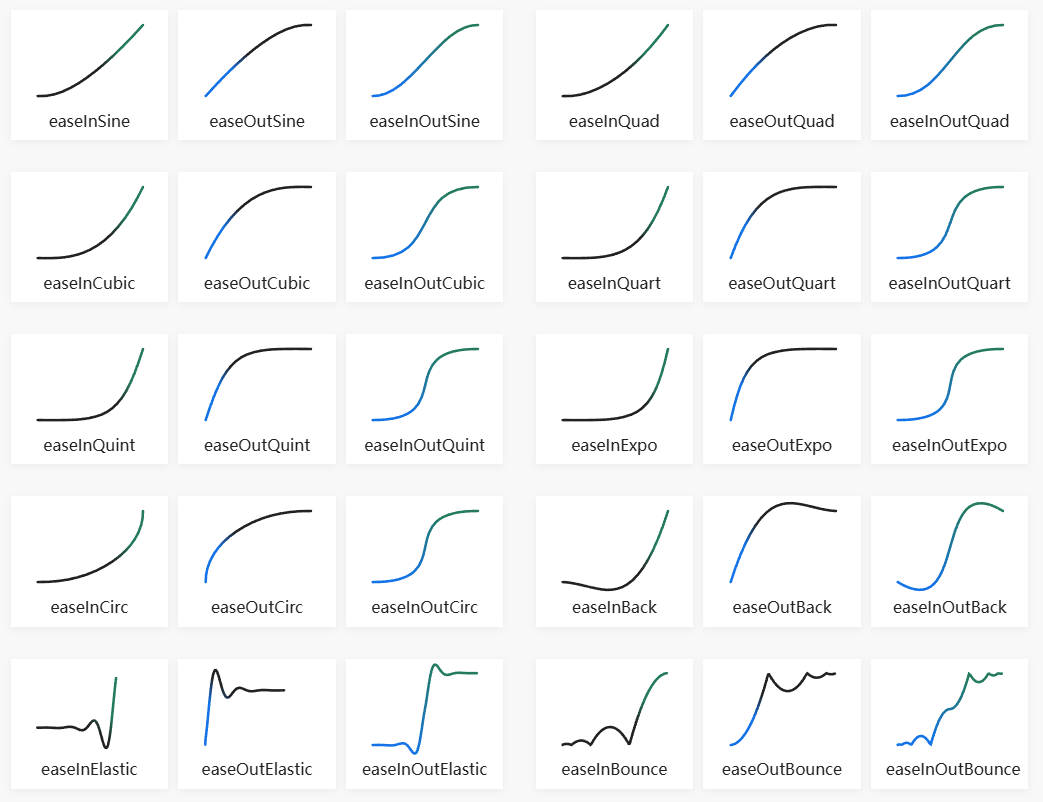 easeInSine easeOutSine easeInOutSine easeInQuad easeOutQuad easeInOutQuad
easeInCubic easeOutCubic easeInOutCubic easeInQuart easeOutQuart easeInOutQuart
easeInQuint easeOutQuint easeInOutQuint easeInExpo easeOutExpo easeInOutExpo
easeInCirc easeOutCirc easeInOutCirc easeInBack easeOutBack easeInOutBack
easeInElastic easeOutElastic easeInOutElastic easeInBounce easeOutBounce easeInOutBounce